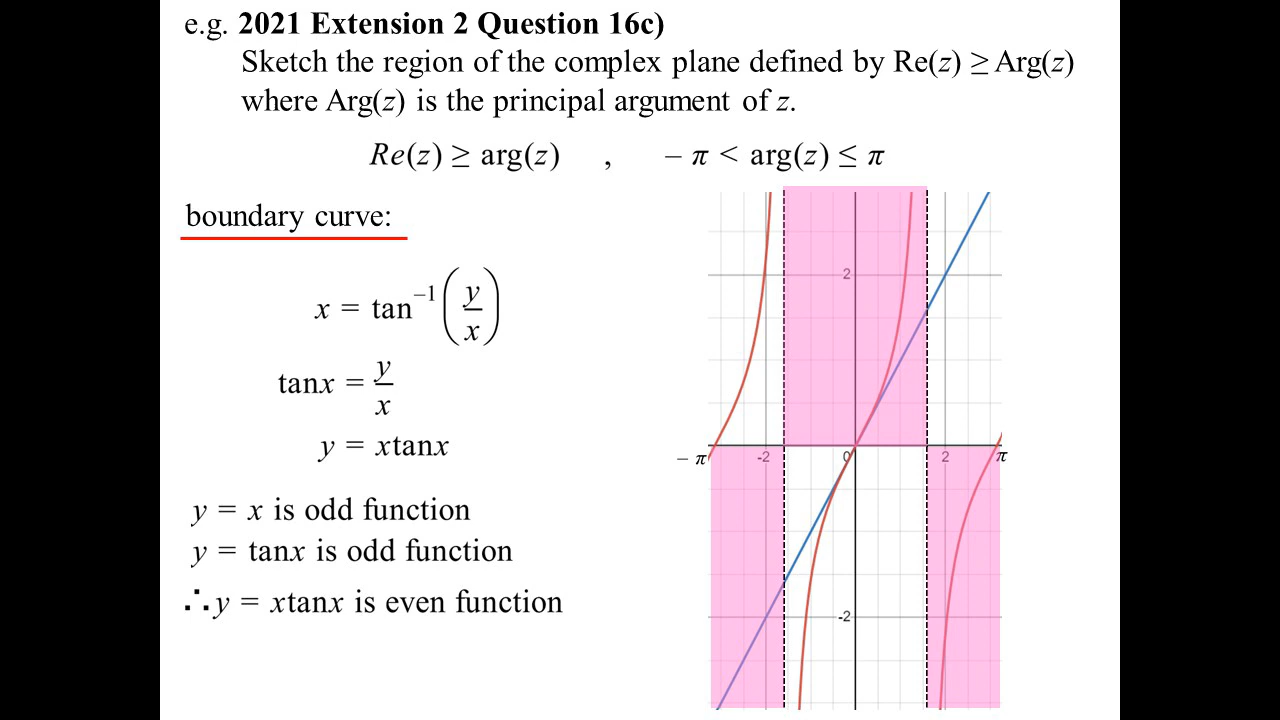 e.g. 2021 Extension 2 Question 16c)
Sketch the region of the complex plane defined by Re(z) ≥ Arg(z)
where Arg(z) is the principal argument of z.
Re(z) ≥ arg(z) , – π < arg(z) ≤ π
boundary curve:
x = tan⁻¹(y/x)
tanx = y/x
y = xtanx
y = x is odd function
y = tanx is odd function
∴ y = xtanx is even function
2
– π -2 0 2 π
-2